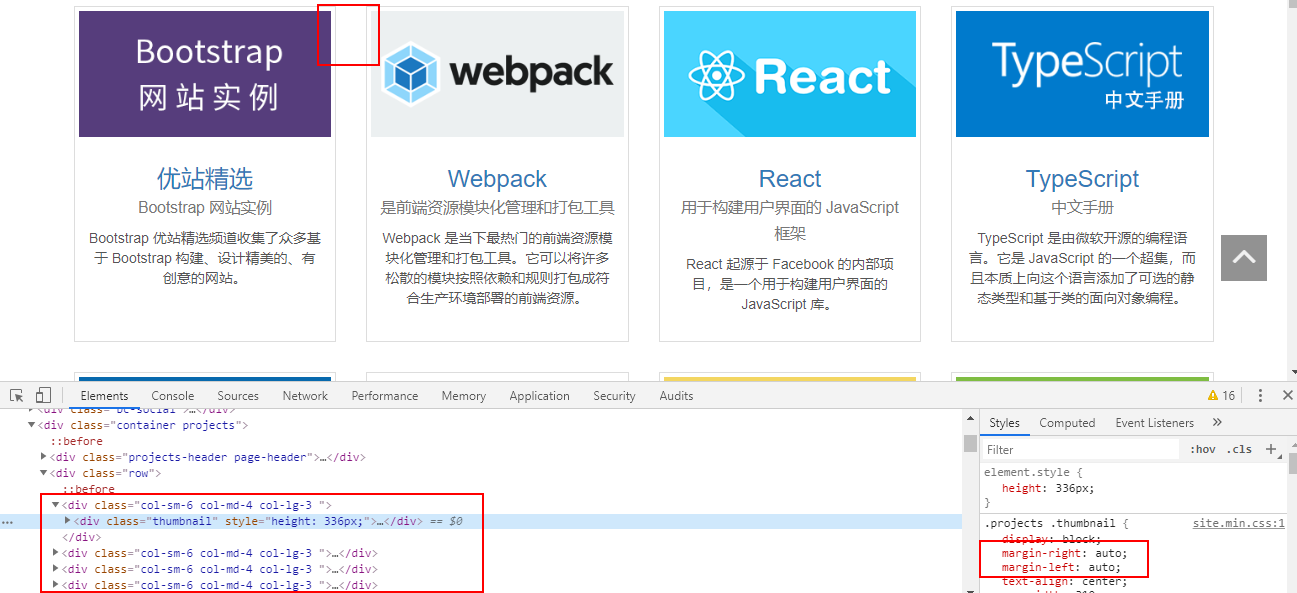 Bootstrap
网站实例
webpack
React
TypeScript
中文手册
优站精选
Bootstrap 网站实例
Bootstrap 优站精选频道收集了众多基
于 Bootstrap 构建、设计精美的、有
创意的网站。
Webpack
是前端资源模块化管理和打包工具
Webpack 是当下最热门的前端资源模
块化管理和打包工具。它可以将许多
松散的模块按照依赖和规则打包成符
合生产环境部署的前端资源。
React
用于构建用户界面的 JavaScript
框架
React 起源于 Facebook 的内部项
目，是一个用于构建用户界面的
JavaScript 库。
TypeScript
中文手册
TypeScript 是由微软开源的编程语
言。它是 JavaScript 的一个超集，而
且本质上向这个语言添加了可选的静
态类型和基于类的面向对象编程。
Elements Console Sources Network Performance Memory Application Security Audits 16
<div class="bc-social">…</div>
<div class="container projects">
::before
<div class="projects-header page-header">…</div>
<div class="row">
::before
<div class="col-sm-6 col-md-4 col-lg-3 ">
<div class="thumbnail" style="height: 336px;">…</div> == $0
</div>
<div class="col-sm-6 col-md-4 col-lg-3 ">…</div>
<div class="col-sm-6 col-md-4 col-lg-3 ">…</div>
<div class="col-sm-6 col-md-4 col-lg-3 ">…</div>
Styles Computed Event Listeners »
Filter :hov .cls +
element.style {
height: 336px;
}
.projects .thumbnail { site.min.css:1
display: block;
margin-right: auto;
margin-left: auto;
text-align: center;